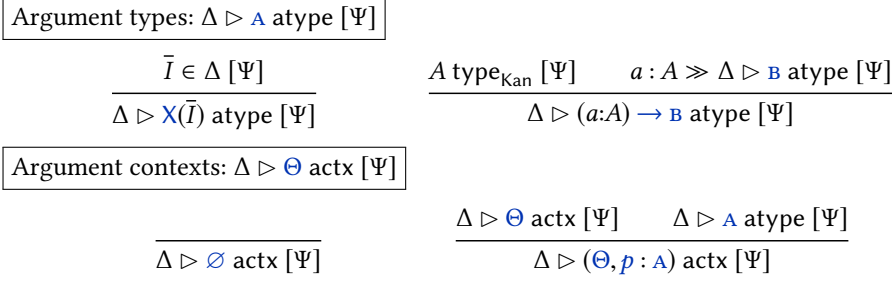 Argument types: Δ ▷ ᴀ atype [Ψ]
Ī ∈ Δ [Ψ]
Δ ▷ X(Ī) atype [Ψ]
A type_Kan [Ψ] a : A ≫ Δ ▷ ʙ atype [Ψ]
Δ ▷ (a:A) → ʙ atype [Ψ]
Argument contexts: Δ ▷ Θ actx [Ψ]
Δ ▷ ∅ actx [Ψ]
Δ ▷ Θ actx [Ψ] Δ ▷ ᴀ atype [Ψ]
Δ ▷ (Θ, p : ᴀ) actx [Ψ]